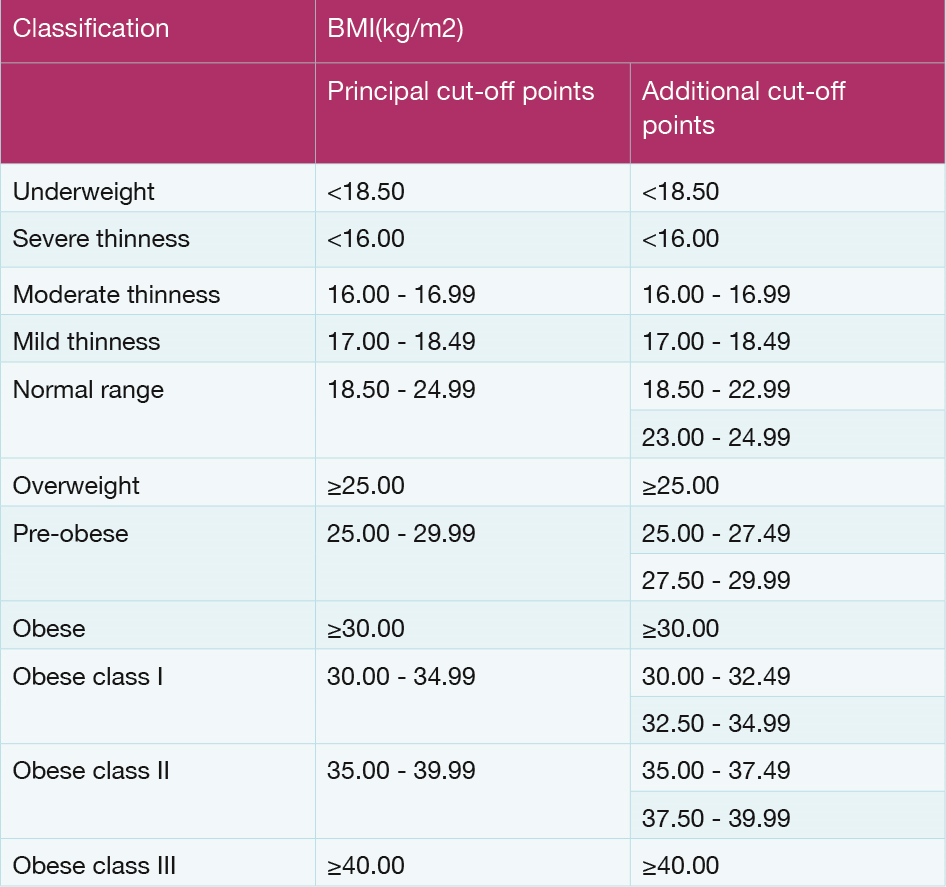 Classification BMI(kg/m2)
Principal cut-off points Additional cut-off
points
Underweight <18.50 <18.50
Severe thinness <16.00 <16.00
Moderate thinness 16.00 - 16.99 16.00 - 16.99
Mild thinness 17.00 - 18.49 17.00 - 18.49
Normal range 18.50 - 24.99 18.50 - 22.99
23.00 - 24.99
Overweight ≥25.00 ≥25.00
Pre-obese 25.00 - 29.99 25.00 - 27.49
27.50 - 29.99
Obese ≥30.00 ≥30.00
Obese class I 30.00 - 34.99 30.00 - 32.49
32.50 - 34.99
Obese class II 35.00 - 39.99 35.00 - 37.49
37.50 - 39.99
Obese class III ≥40.00 ≥40.00